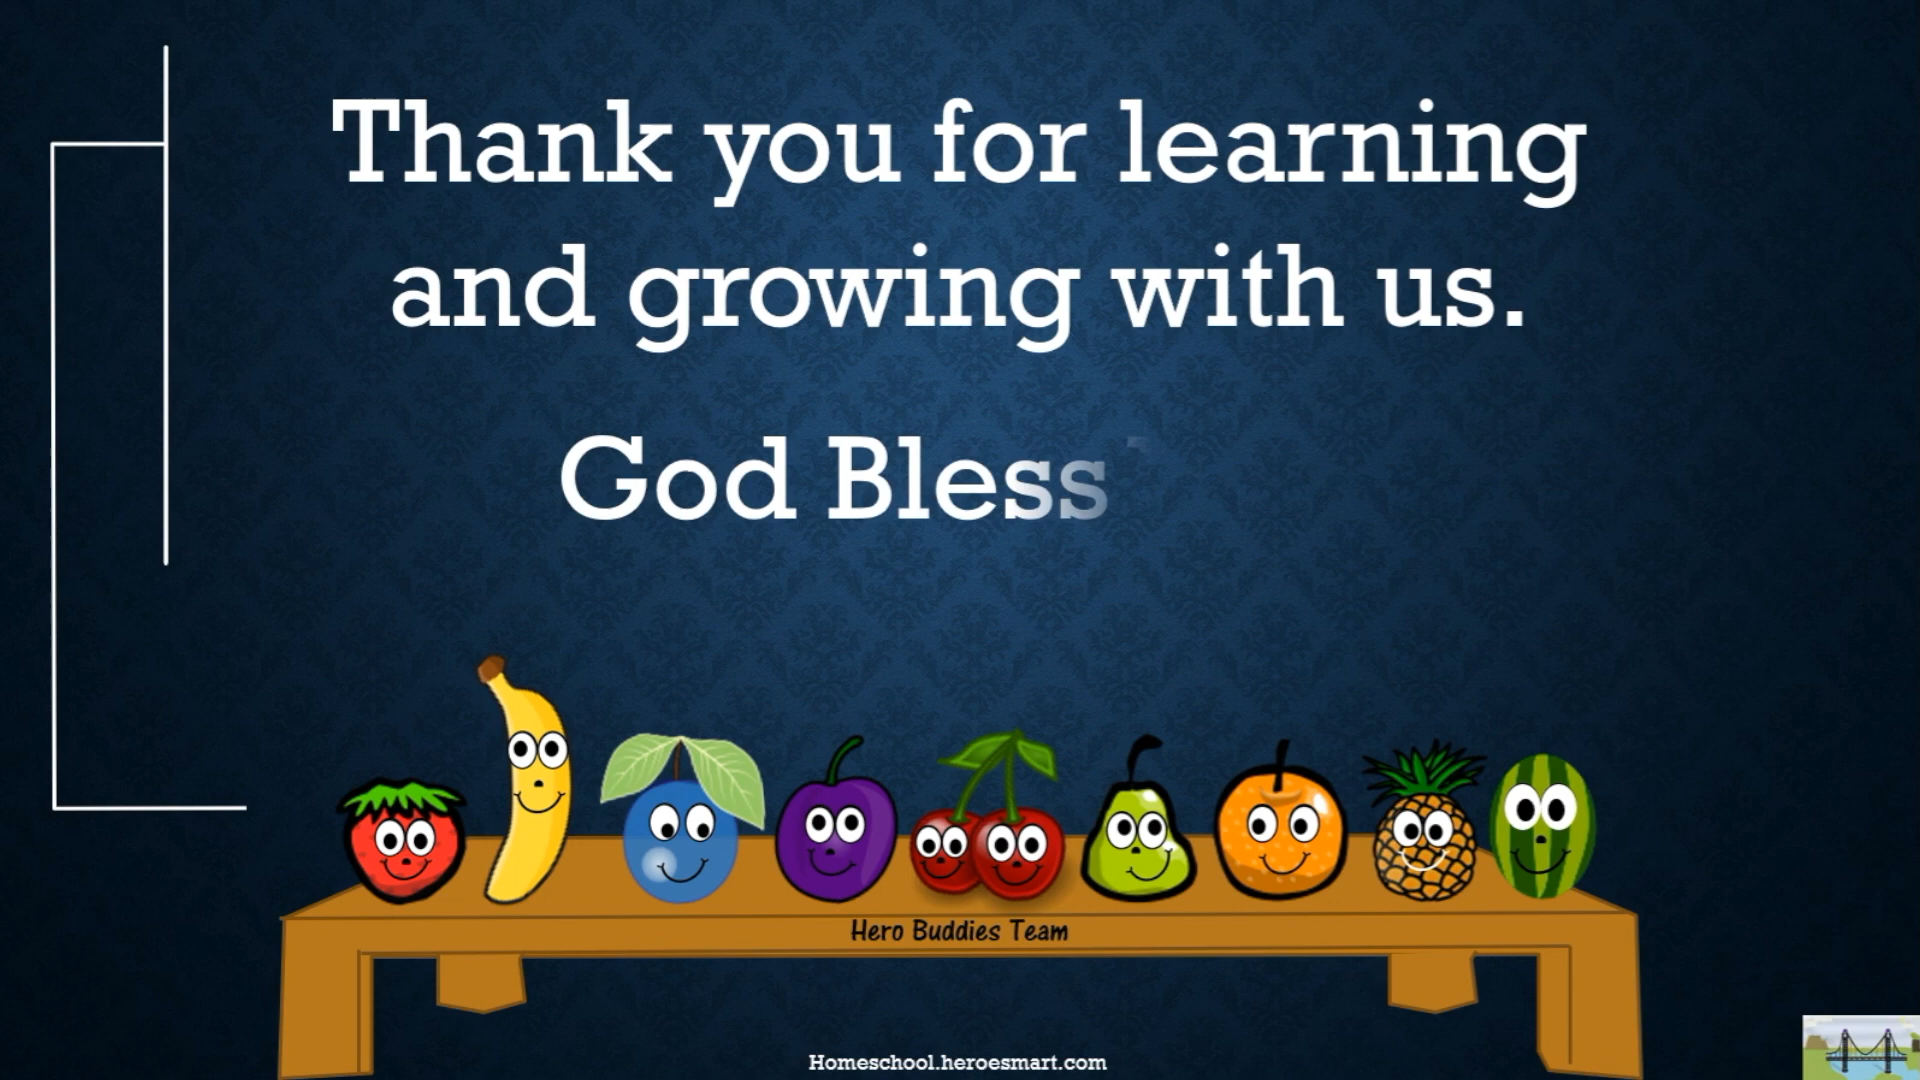 Thank you for learning
and growing with us.
God Bless
Hero Buddies Team
Homeschool.heroesmart.com